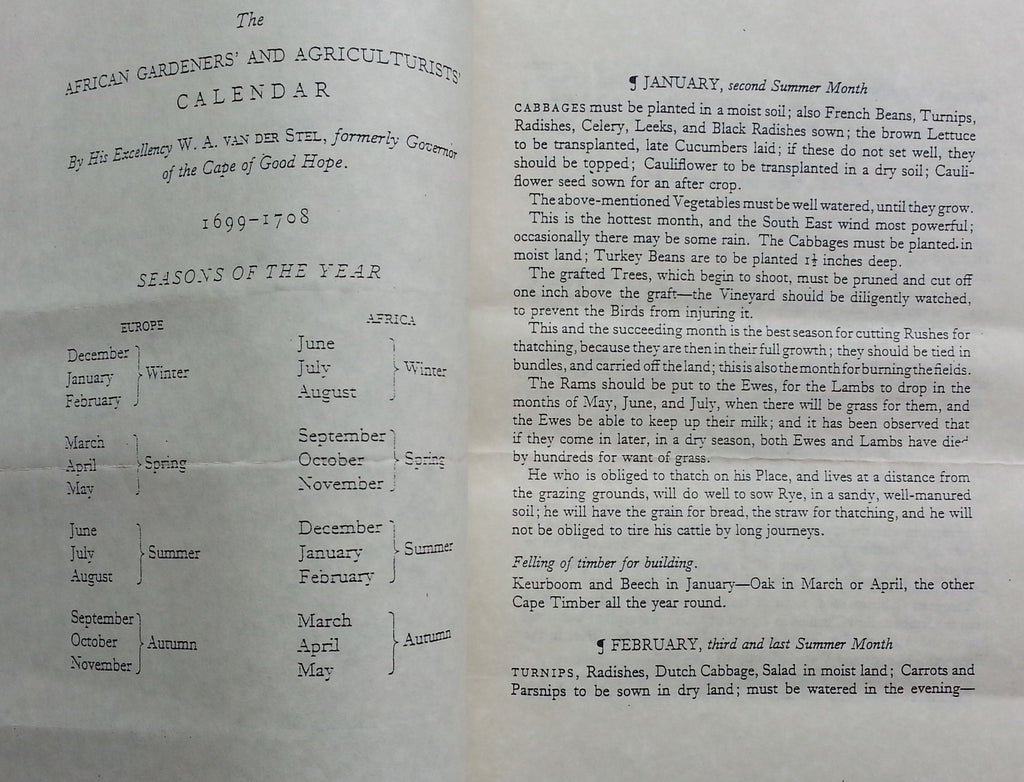 The
AFRICAN GARDENERS' AND AGRICULTURISTS'
CALENDAR
By His Excellency W. A. VAN DER STEL, formerly Governor
of the Cape of Good Hope.
1699-1708
SEASONS OF THE YEAR
EUROPE
December
January
February
Winter
March
April
May
Spring
June
July
August
Summer
September
October
November
Autumn
AFRICA
June
July
August
Winter
September
October
November
Spring
December
January
February
Summer
March
April
May
Autumn
¶ JANUARY, second Summer Month
CABBAGES must be planted in a moist soil; also French Beans, Turnips,
Radishes, Celery, Leeks, and Black Radishes sown; the brown Lettuce
to be transplanted, late Cucumbers laid; if these do not set well, they
should be topped; Cauliflower to be transplanted in a dry soil; Cauli-
flower seed sown for an after crop.
The above-mentioned Vegetables must be well watered, until they grow.
This is the hottest month, and the South East wind most powerful;
occasionally there may be some rain. The Cabbages must be planted in
moist land; Turkey Beans are to be planted 1½ inches deep.
The grafted Trees, which begin to shoot, must be pruned and cut off
one inch above the graft—the Vineyard should be diligently watched,
to prevent the Birds from injuring it.
This and the succeeding month is the best season for cutting Rushes for
thatching, because they are then in their full growth; they should be tied in
bundles, and carried off the land; this is also the month for burning the fields.
The Rams should be put to the Ewes, for the Lambs to drop in the
months of May, June, and July, when there will be grass for them, and
the Ewes be able to keep up their milk; and it has been observed that
if they come in later, in a dry season, both Ewes and Lambs have died
by hundreds for want of grass.
He who is obliged to thatch on his Place, and lives at a distance from
the grazing grounds, will do well to sow Rye, in a sandy, well-manured
soil; he will have the grain for bread, the straw for thatching, and he will
not be obliged to tire his cattle by long journeys.
Felling of timber for building.
Keurboom and Beech in January—Oak in March or April, the other
Cape Timber all the year round.
¶ FEBRUARY, third and last Summer Month
TURNIPS, Radishes, Dutch Cabbage, Salad in moist land; Carrots and
Parsnips to be sown in dry land; must be watered in the evening—